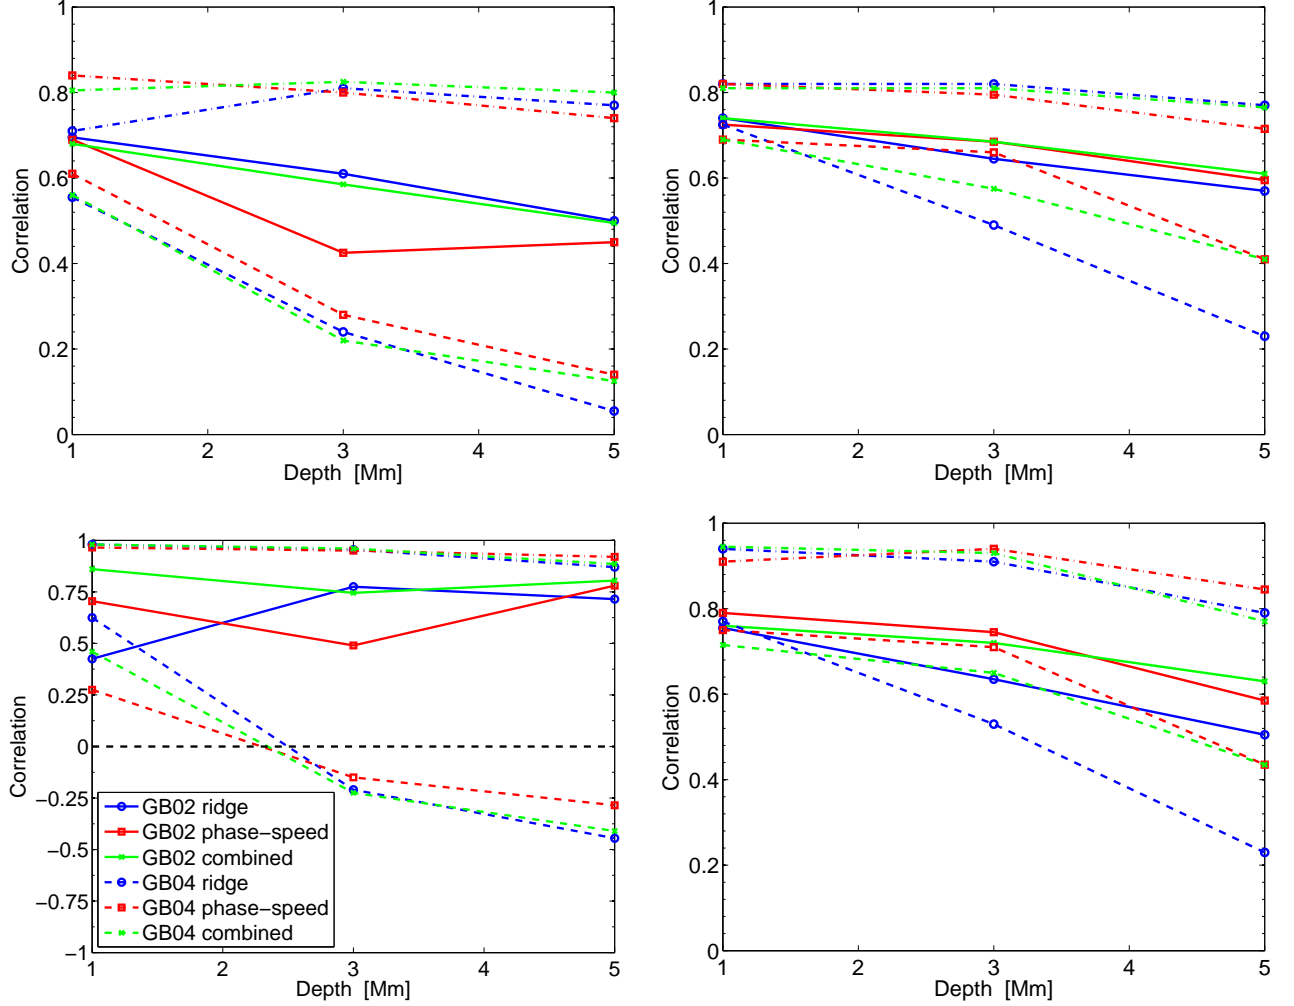 1
0.8
0.6
0.4
0.2
0
Correlation
1 2 3 4 5
Depth [Mm]
1
0.8
0.6
0.4
0.2
0
Correlation
1 2 3 4 5
Depth [Mm]
1
0.75
0.5
0.25
0
−0.25
−0.5
−0.75
−1
Correlation
GB02 ridge
GB02 phase−speed
GB02 combined
GB04 ridge
GB04 phase−speed
GB04 combined
1 2 3 4 5
Depth [Mm]
1
0.8
0.6
0.4
0.2
0
Correlation
1 2 3 4 5
Depth [Mm]